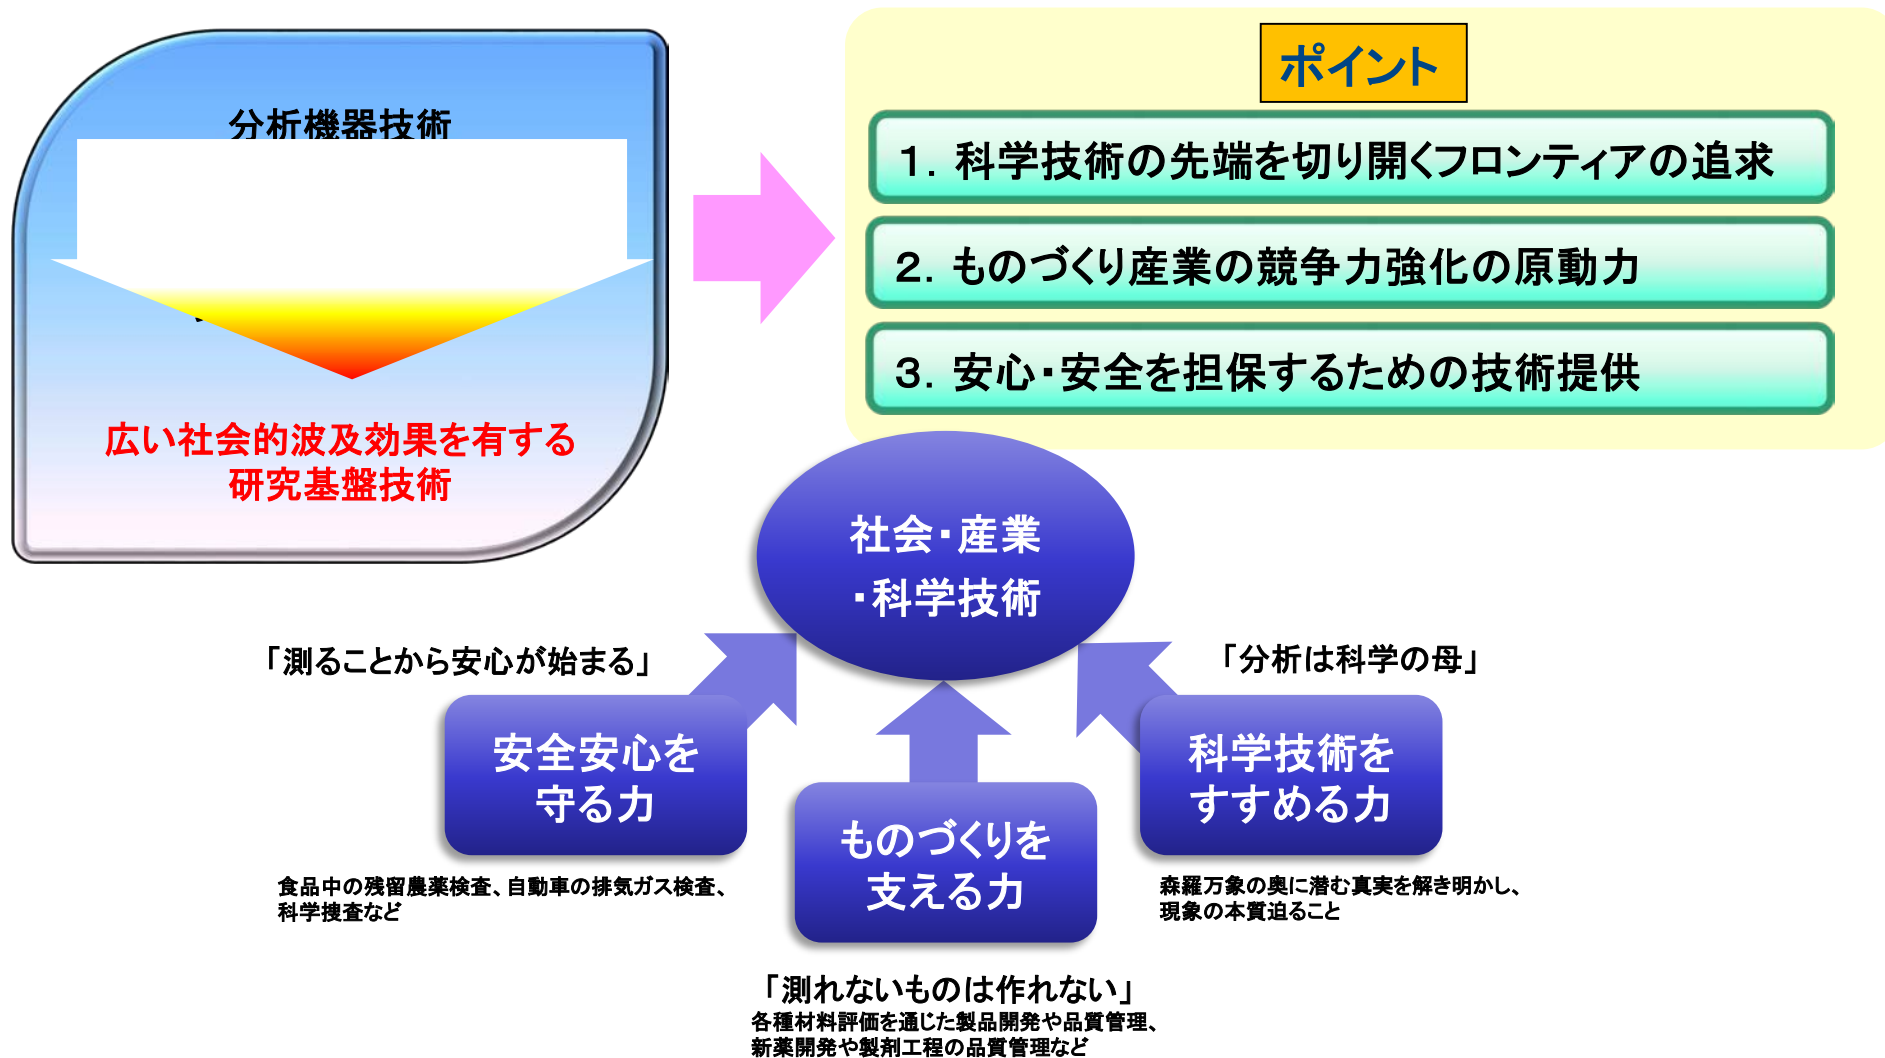 分析機器技術
広い社会的波及効果を有する
研究基盤技術
ポイント
１．科学技術の先端を切り開くフロンティアの追求
２．ものづくり産業の競争力強化の原動力
３．安心・安全を担保するための技術提供
社会・産業
・科学技術
「測ることから安心が始まる」
「分析は科学の母」
安全安心を
守る力
ものづくりを
支える力
科学技術を
すすめる力
食品中の残留農薬検査、自動車の排気ガス検査、
科学捜査など
森羅万象の奥に潜む真実を解き明かし、
現象の本質迫ること
「測れないものは作れない」
各種材料評価を通じた製品開発や品質管理、
新薬開発や製剤工程の品質管理など